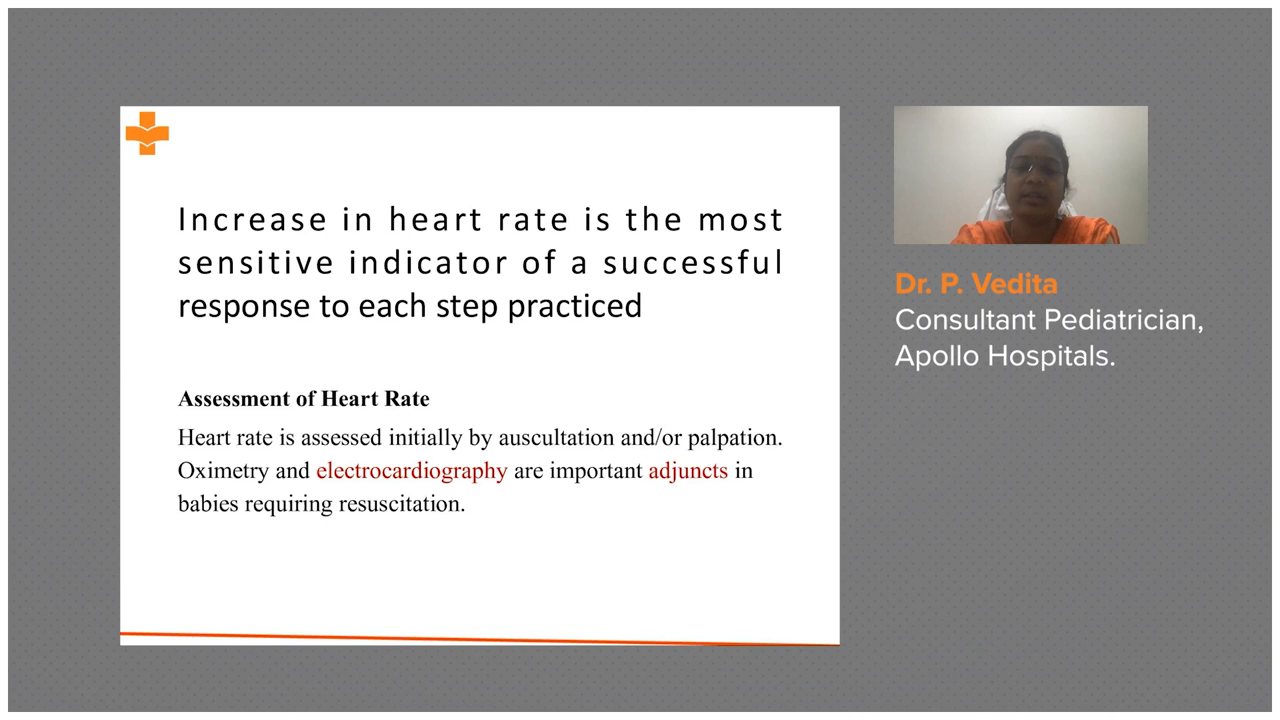 Increase in heart rate is the most
sensitive indicator of a successful
response to each step practiced
Assessment of Heart Rate
Heart rate is assessed initially by auscultation and/or palpation.
Oximetry and electrocardiography are important adjuncts in
babies requiring resuscitation.
Dr. P. Vedita
Consultant Pediatrician,
Apollo Hospitals.